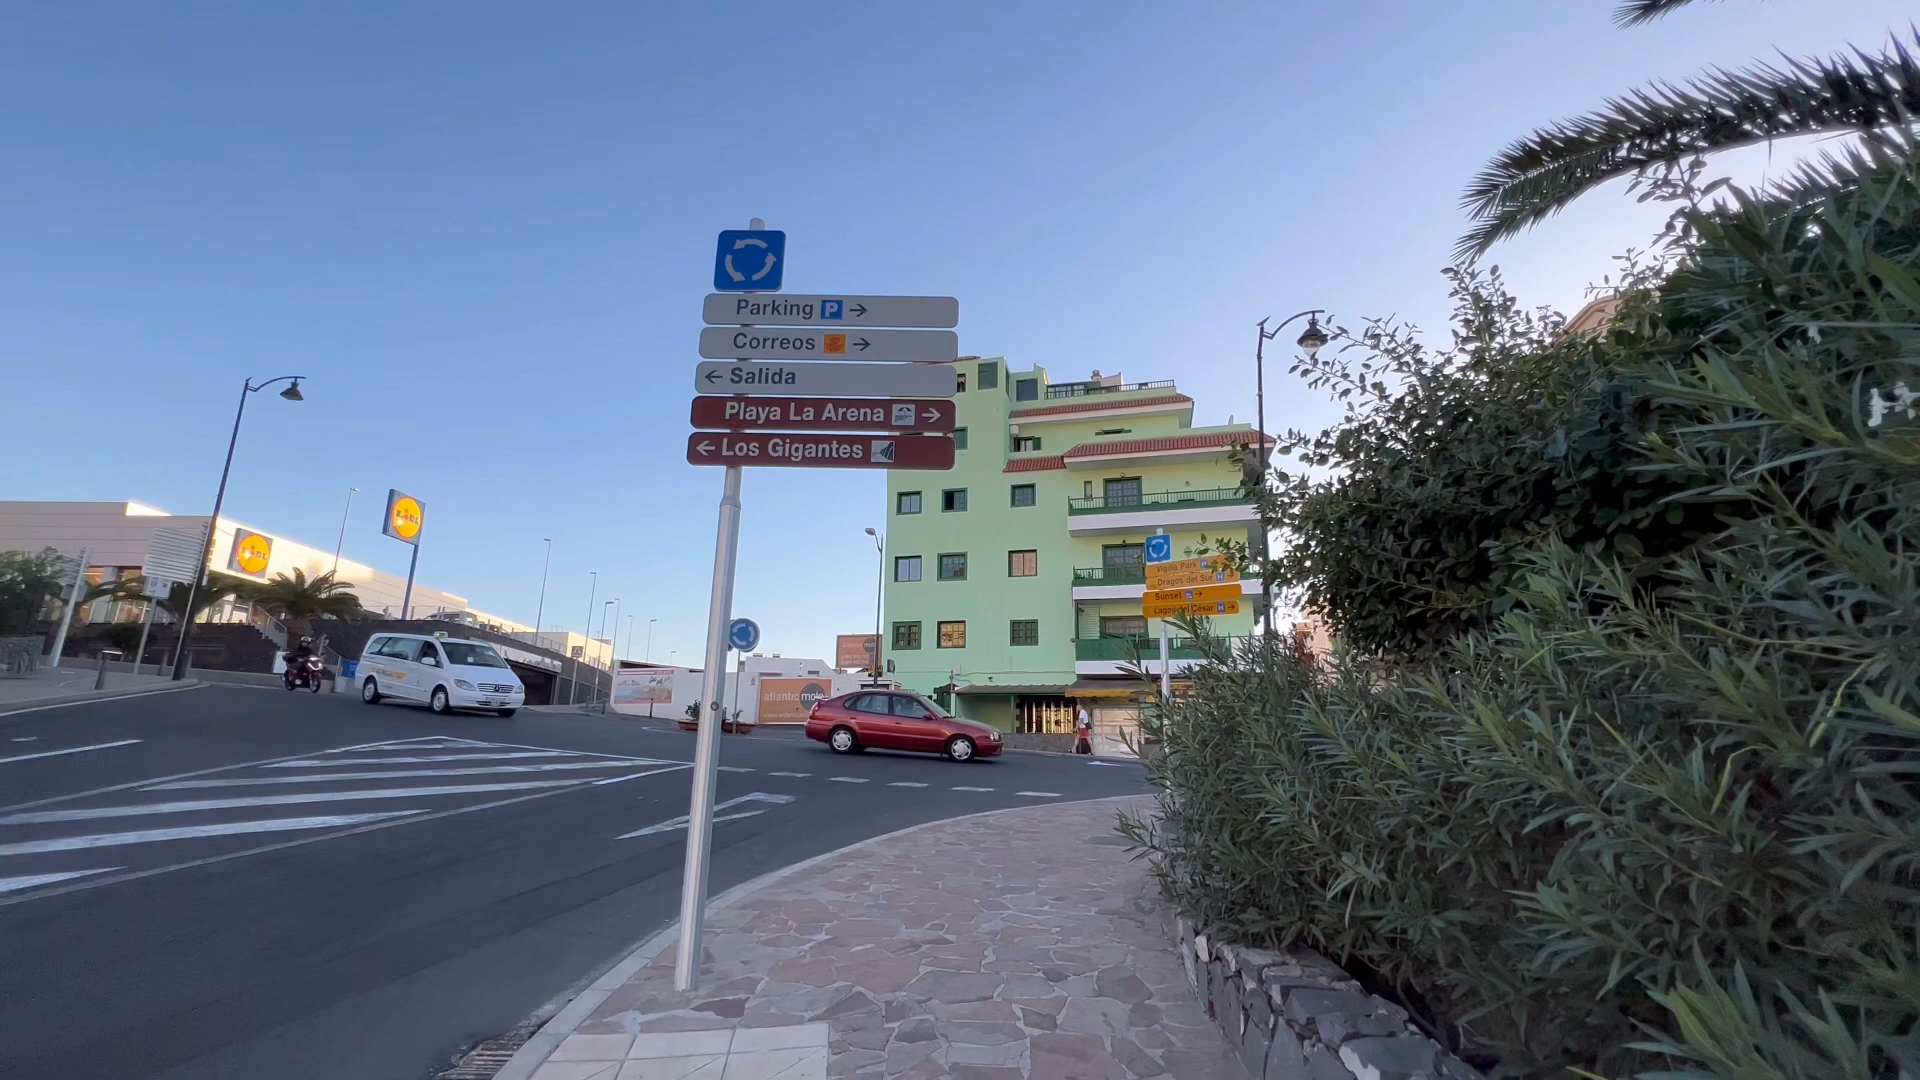 Parking P →
Correos →
← Salida
Playa La Arena →
← Los Gigantes
LIDL
LIDL
Vigilia Park H
Dragos del Sur H
Sunset →
Lagos del César H →
atlantic mole